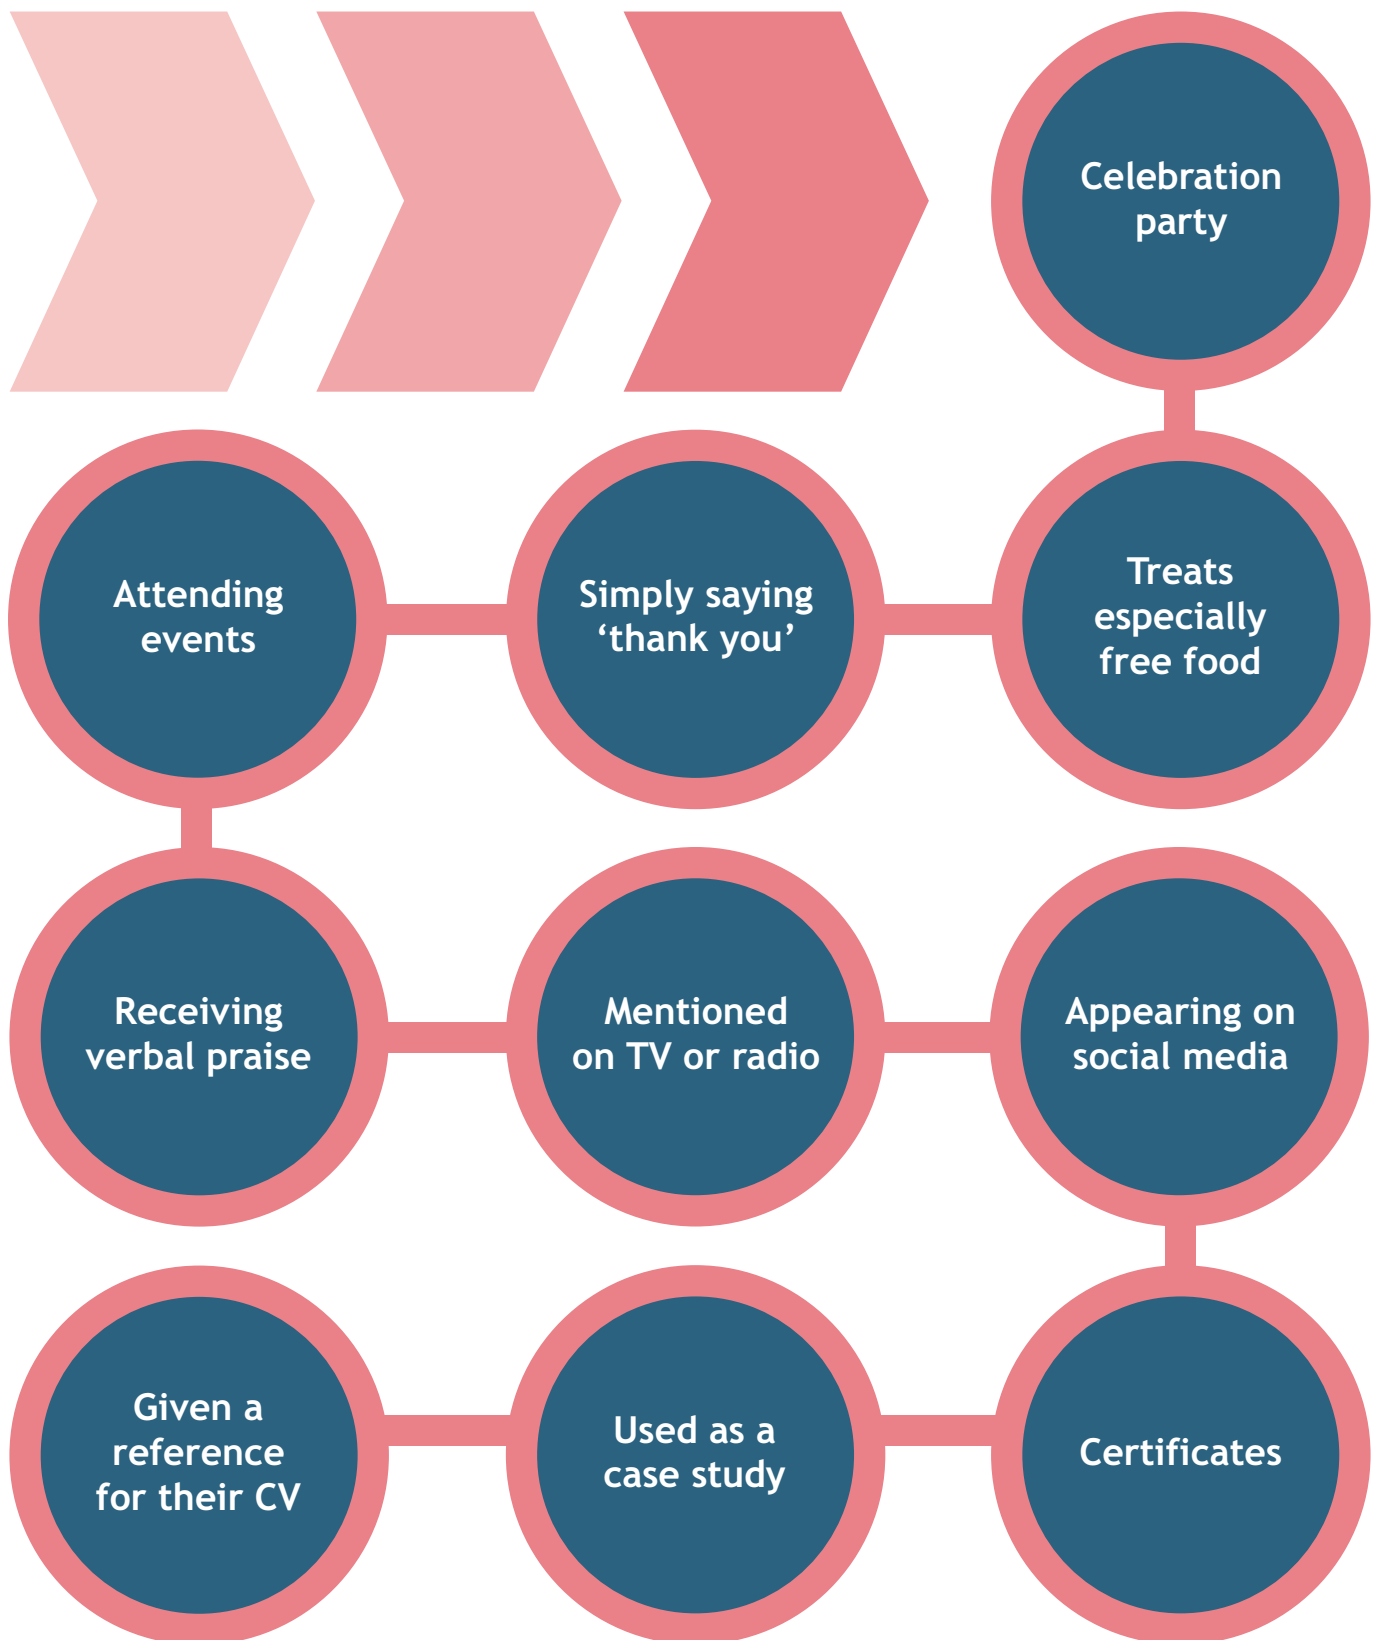 Celebration
party
Attending
events
Simply saying
‘thank you’
Treats
especially
free food
Receiving
verbal praise
Mentioned
on TV or radio
Appearing on
social media
Given a
reference
for their CV
Used as a
case study
Certificates